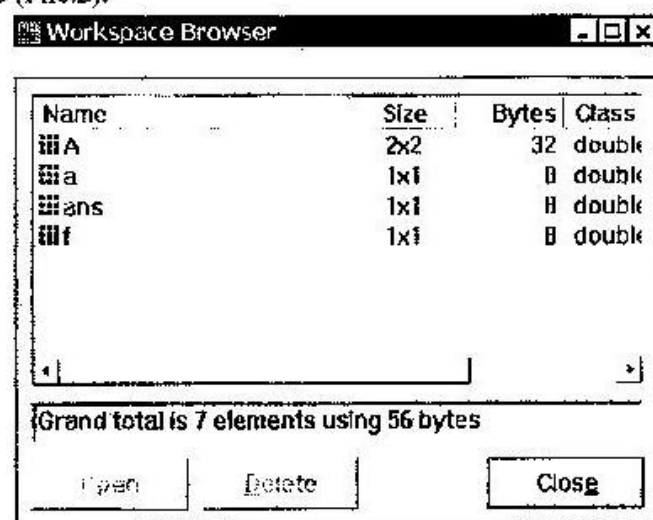 Workspace Browser
Name Size Bytes Class
A 2x2 32 double
a 1x1 8 double
ans 1x1 8 double
f 1x1 8 double
Grand total is 7 elements using 56 bytes
Open Delete Close